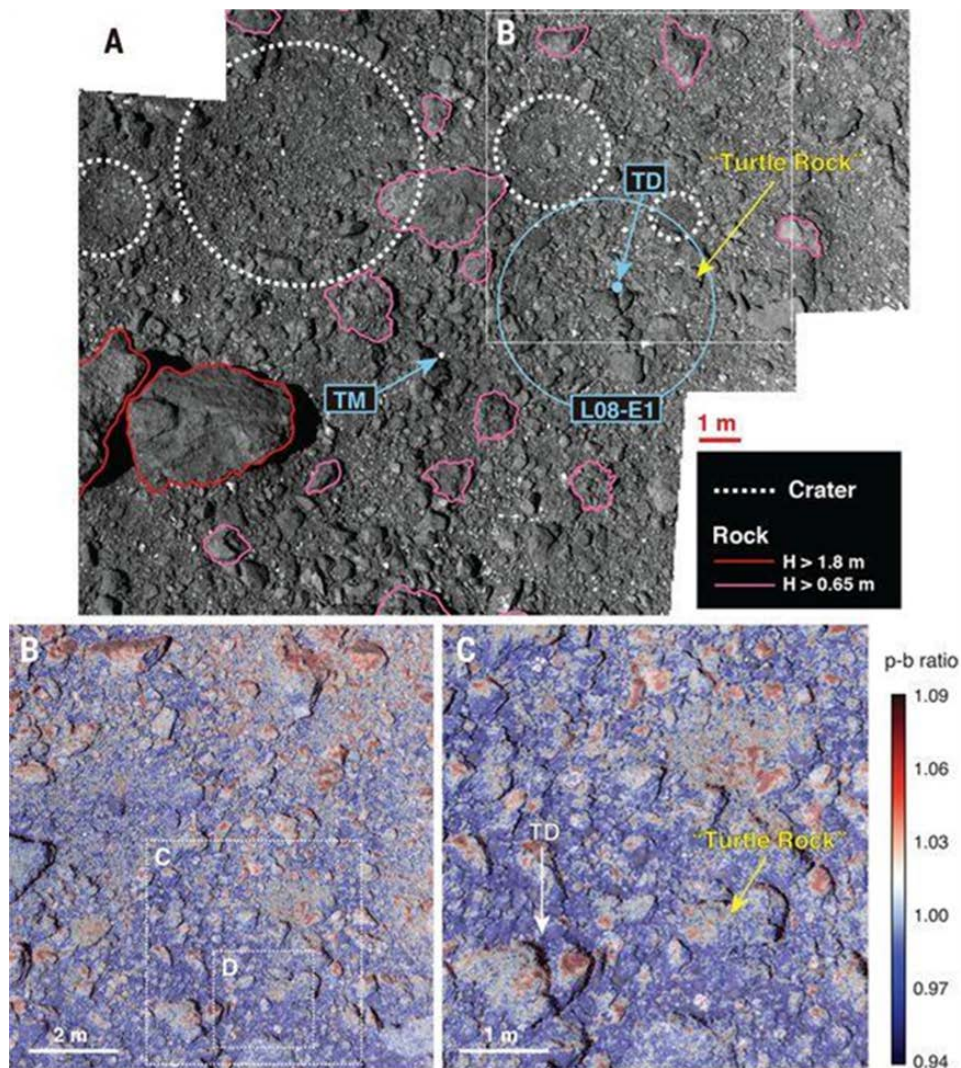 A
B
"Turtle Rock"
TD
TM
L08-E1
1 m
Crater
Rock
H > 1.8 m
H > 0.65 m
B
C
D
2 m
C
TD
"Turtle Rock"
1 m
p-b ratio
1.09
1.06
1.03
1.00
0.97
0.94